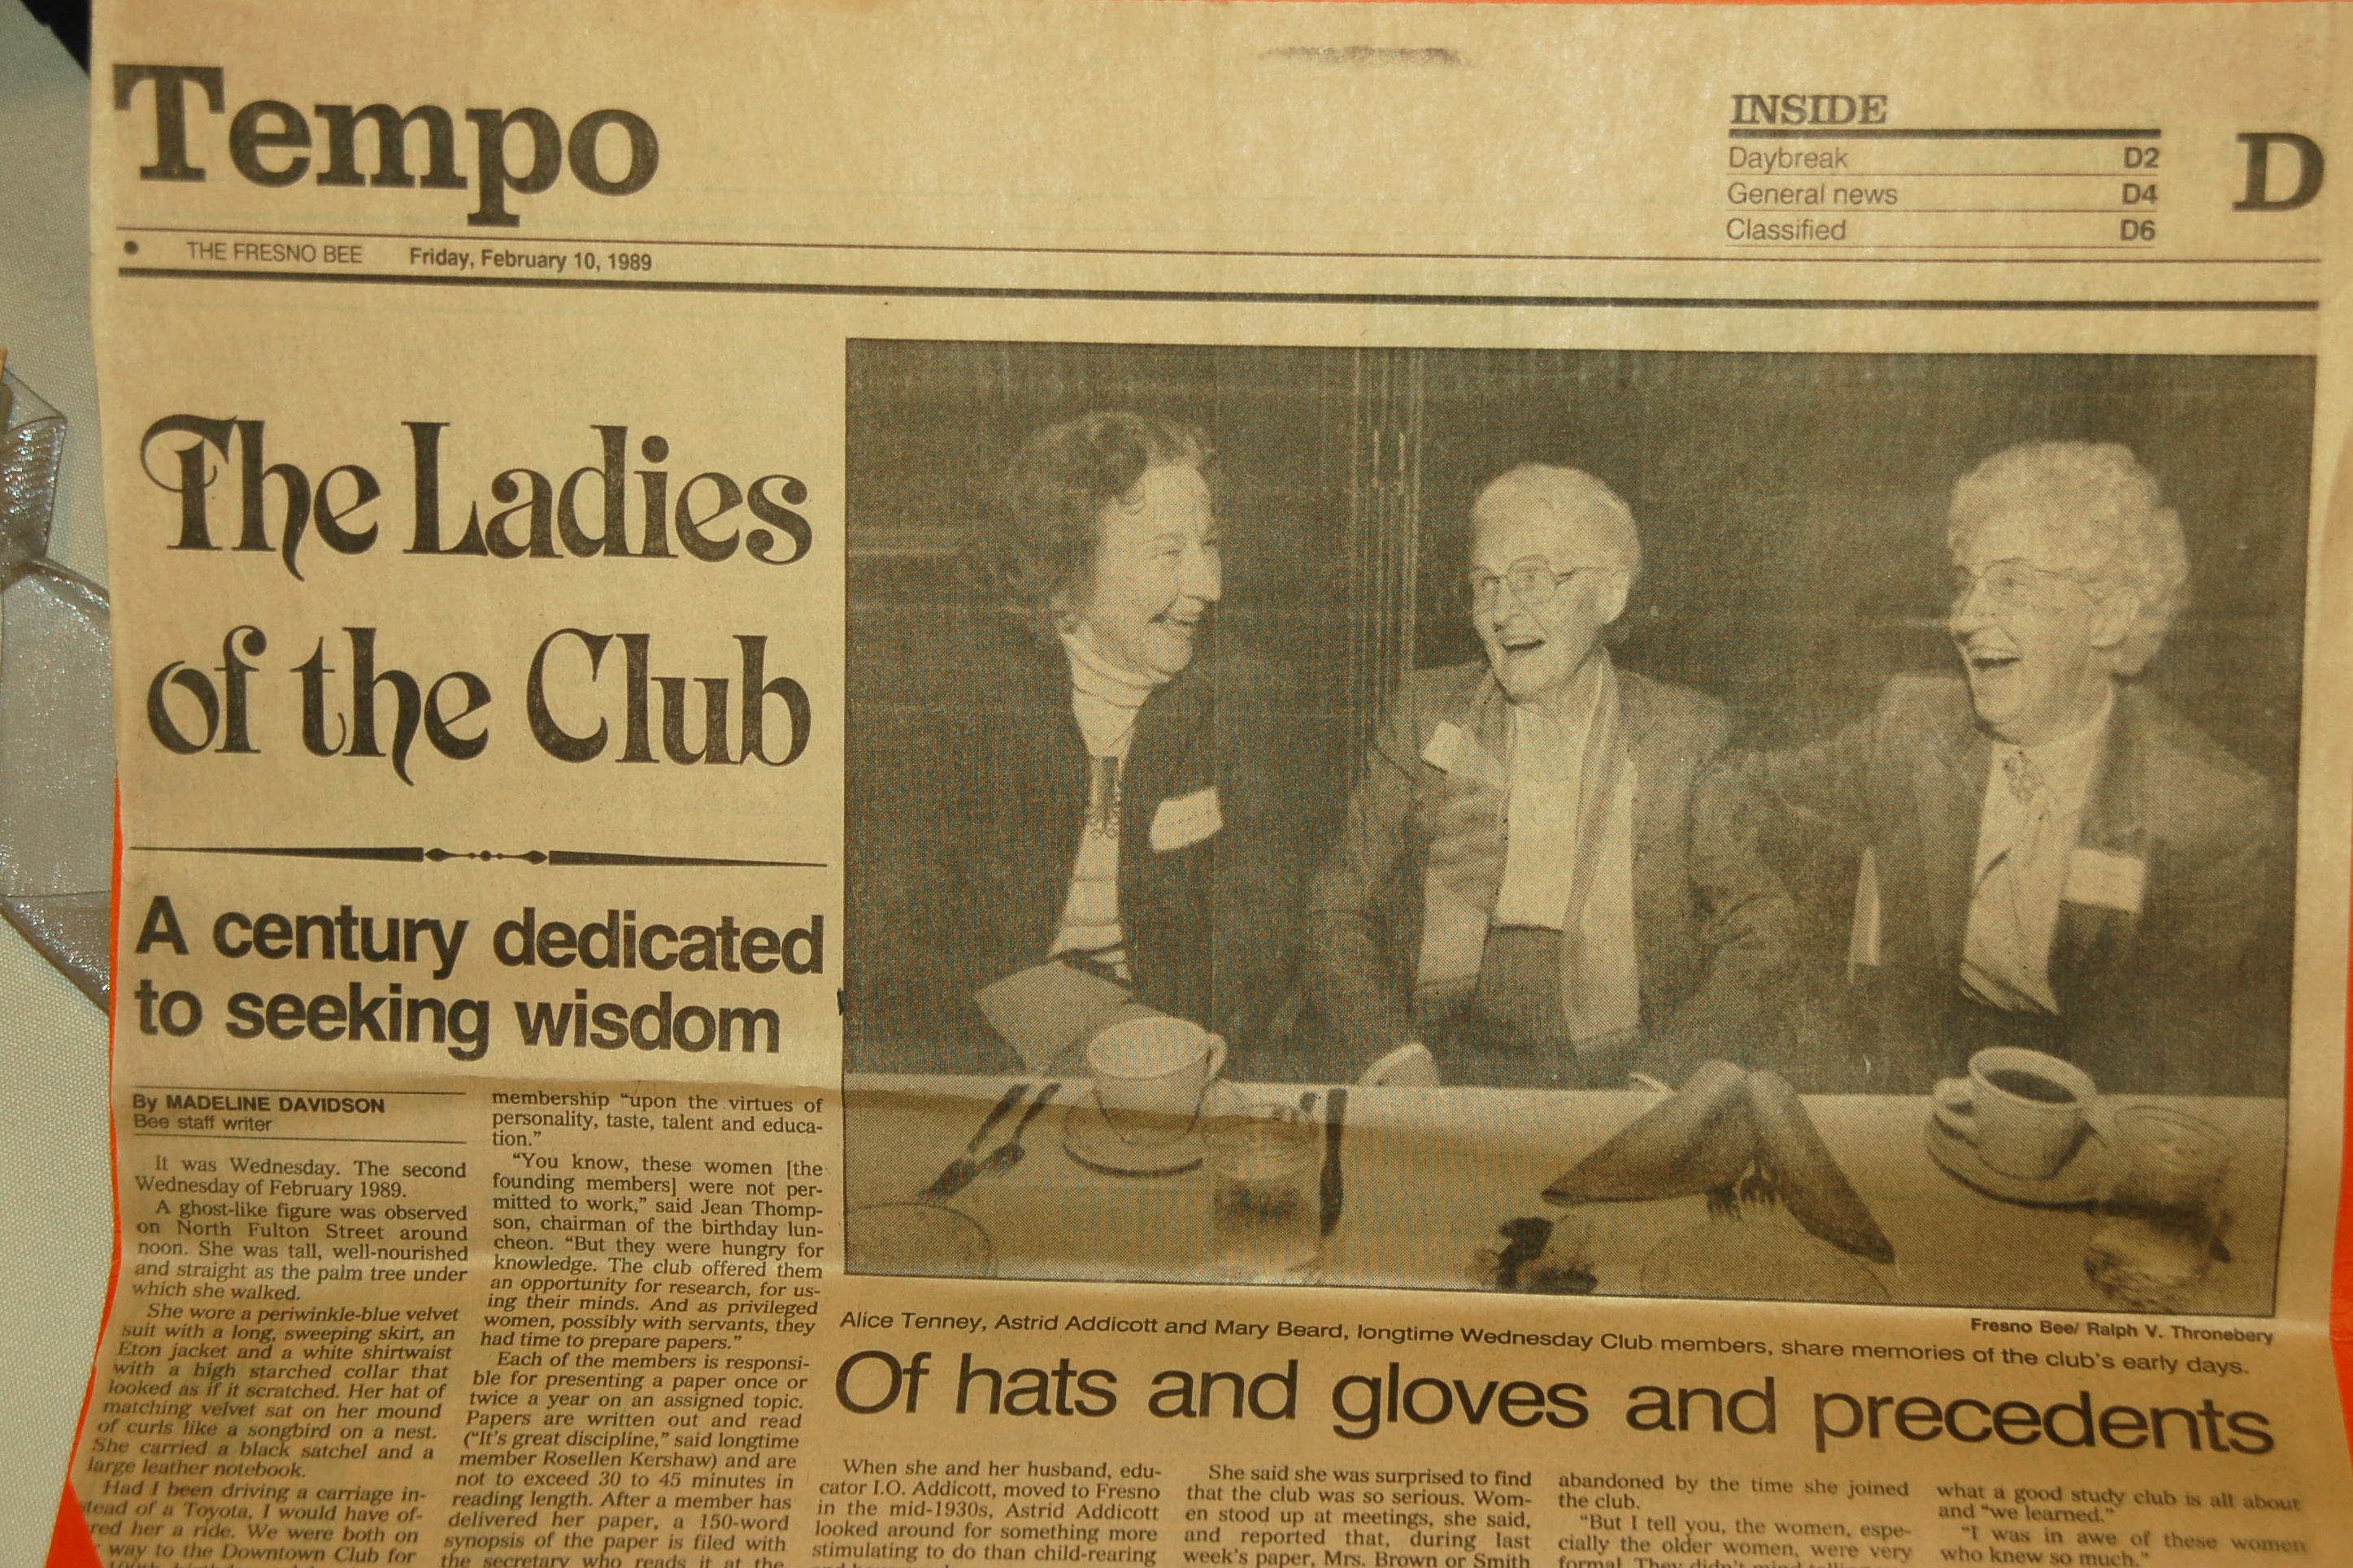 Tempo
INSIDE
Daybreak D2
General news D4
Classified D6
D
THE FRESNO BEE Friday, February 10, 1989
The Ladies
of the Club
A century dedicated
to seeking wisdom
By MADELINE DAVIDSON
Bee staff writer
It was Wednesday. The second
Wednesday of February 1989.
A ghost-like figure was observed
on North Fulton Street around
noon. She was tall, well-nourished
and straight as the palm tree under
which she walked.
She wore a periwinkle-blue velvet
suit with a long, sweeping skirt, an
Eton jacket and a white shirtwaist
with a high starched collar that
looked as if it scratched. Her hat of
matching velvet sat on her mound
of curls like a songbird on a nest.
She carried a black satchel and a
large leather notebook.
Had I been driving a carriage in-
stead of a Toyota, I would have of-
red her a ride. We were both on
way to the Downtown Club for
membership "upon the virtues of
personality, taste, talent and educa-
tion."
"You know, these women [the
founding members] were not per-
mitted to work," said Jean Thomp-
son, chairman of the birthday lun-
cheon. "But they were hungry for
knowledge. The club offered them
an opportunity for research, for us-
ing their minds. And as privileged
women, possibly with servants, they
had time to prepare papers."
Each of the members is responsi-
ble for presenting a paper once or
twice a year on an assigned topic.
Papers are written out and read
("It's great discipline," said longtime
member Rosellen Kershaw) and are
not to exceed 30 to 45 minutes in
reading length. After a member has
delivered her paper, a 150-word
synopsis of the paper is filed with
the secretary who reads it at the
Fresno Bee/ Ralph V. Thronebery
Alice Tenney, Astrid Addicott and Mary Beard, longtime Wednesday Club members, share memories of the club's early days.
Of hats and gloves and precedents
When she and her husband, edu-
cator I.O. Addicott, moved to Fresno
in the mid-1930s, Astrid Addicott
looked around for something more
stimulating to do than child-rearing
She said she was surprised to find
that the club was so serious. Wom-
en stood up at meetings, she said,
and reported that, during last
week's paper, Mrs. Brown or Smith
abandoned by the time she joined
the club.
"But I tell you, the women, espe-
cially the older women, were very
formal. They didn't mind
what a good study club is all about
and "we learned."
"I was in awe of these women
who knew so much."